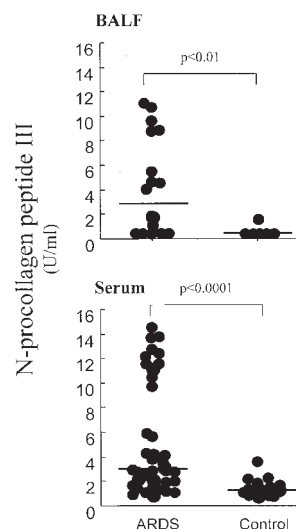 BALF
N-procollagen peptide III
(U/ml)
16
14
12
10
8
6
4
2
0
p<0.01
Serum
16
14
12
10
8
6
4
2
0
p<0.0001
ARDS
Control